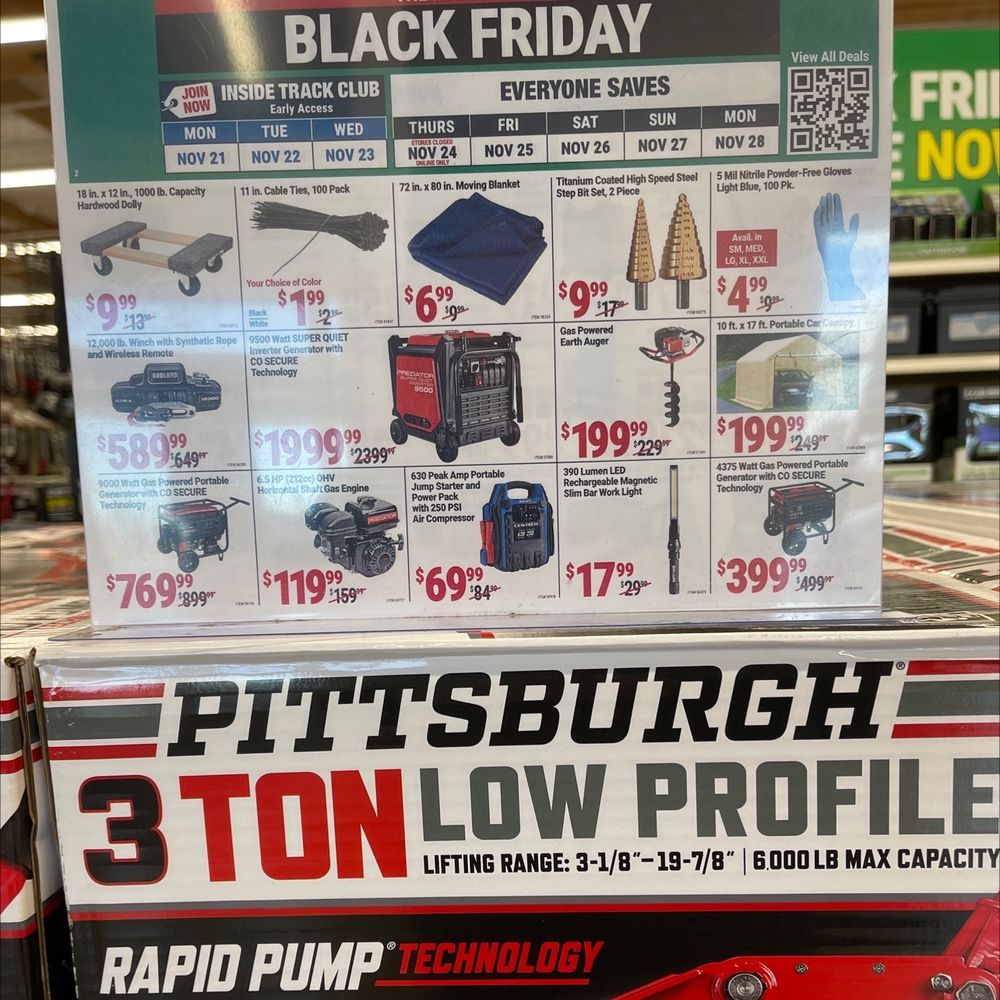 BLACK FRIDAY
View All Deals
JOIN NOW
INSIDE TRACK CLUB
Early Access
MON TUE WED
NOV 21 NOV 22 NOV 23
EVERYONE SAVES
THURS FRI SAT SUN MON
STORES CLOSED
NOV 24 NOV 25 NOV 26 NOV 27 NOV 28
ONLINE ONLY
2
18 in. x 12 in., 1000 lb. Capacity
Hardwood Dolly
$9.99
11 in. Cable Ties, 100 Pack
Your Choice of Color
Black
White
$1.99
$2.99
72 in. x 80 in. Moving Blanket
$6.99
$9.99
Titanium Coated High Speed Steel
Step Bit Set, 2 Piece
$9.99
$17.99
5 Mil Nitrile Powder-Free Gloves
Light Blue, 100 Pk.
Avail. in
SM, MED,
LG, XL, XXL
$4.99
$9.99
12,000 lb. Winch with Synthetic Rope
and Wireless Remote
BADLAND
12000
$589.99
$649.99
9500 Watt SUPER QUIET
Inverter Generator with
CO SECURE
Technology
PREDATOR
SUPER QUIET
INVERTER
9500
$1999.99
$2399.99
Gas Powered
Earth Auger
$199.99
$229.99
10 ft. x 17 ft. Portable Car Canopy
$199.99
$249.99
9000 Watt Gas Powered Portable
Generator with CO SECURE
Technology
$769.99
$899.99
6.5 HP (212cc) OHV
Horizontal Shaft Gas Engine
PREDATOR
$119.99
$159.99
630 Peak Amp Portable
Jump Starter and
Power Pack
with 250 PSI
Air Compressor
CEN-TECH
$69.99
$84.99
390 Lumen LED
Rechargeable Magnetic
Slim Bar Work Light
$17.99
$29.99
4375 Watt Gas Powered Portable
Generator with CO SECURE
Technology
$399.99
$499.99
FRI
NO
PITTSBURGH®
3 TON LOW PROFILE
LIFTING RANGE: 3-1/8"–19-7/8" | 6,000 LB MAX CAPACITY
RAPID PUMP® TECHNOLOGY